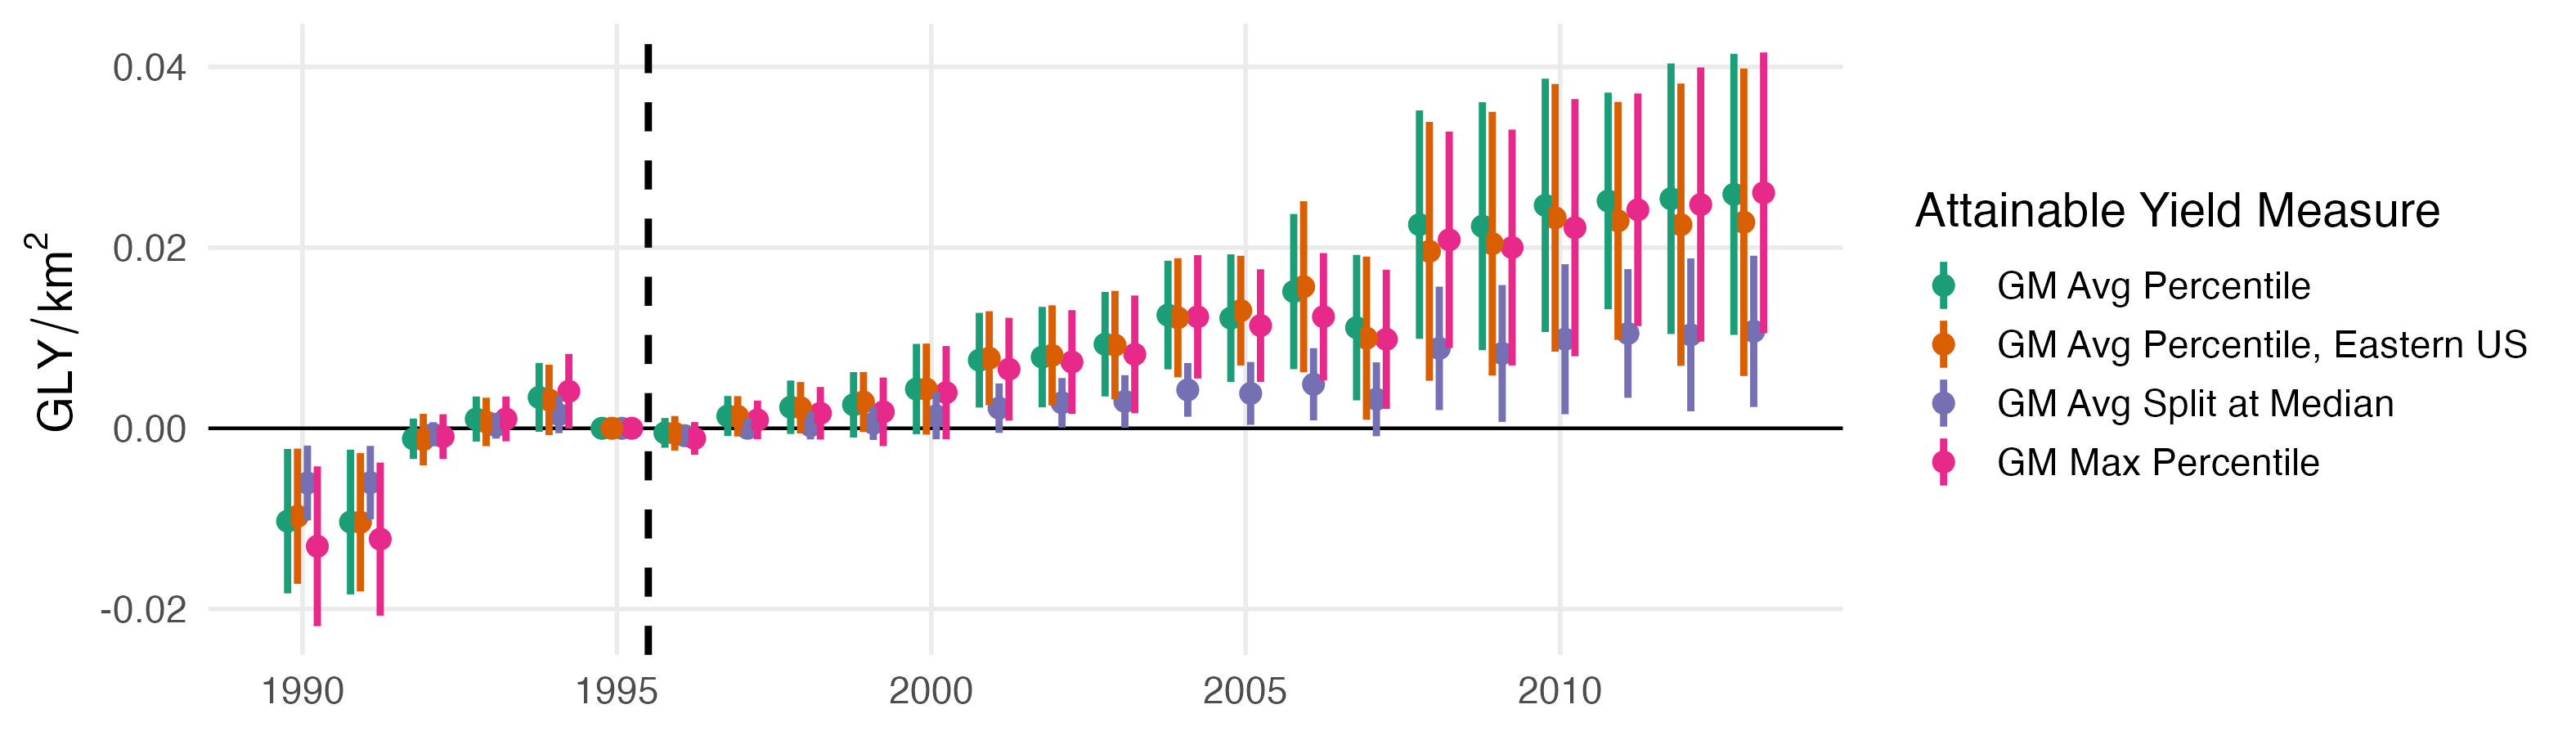 GLY/km²
0.04
0.02
0.00
-0.02
1990 1995 2000 2005 2010
Attainable Yield Measure
GM Avg Percentile
GM Avg Percentile, Eastern US
GM Avg Split at Median
GM Max Percentile